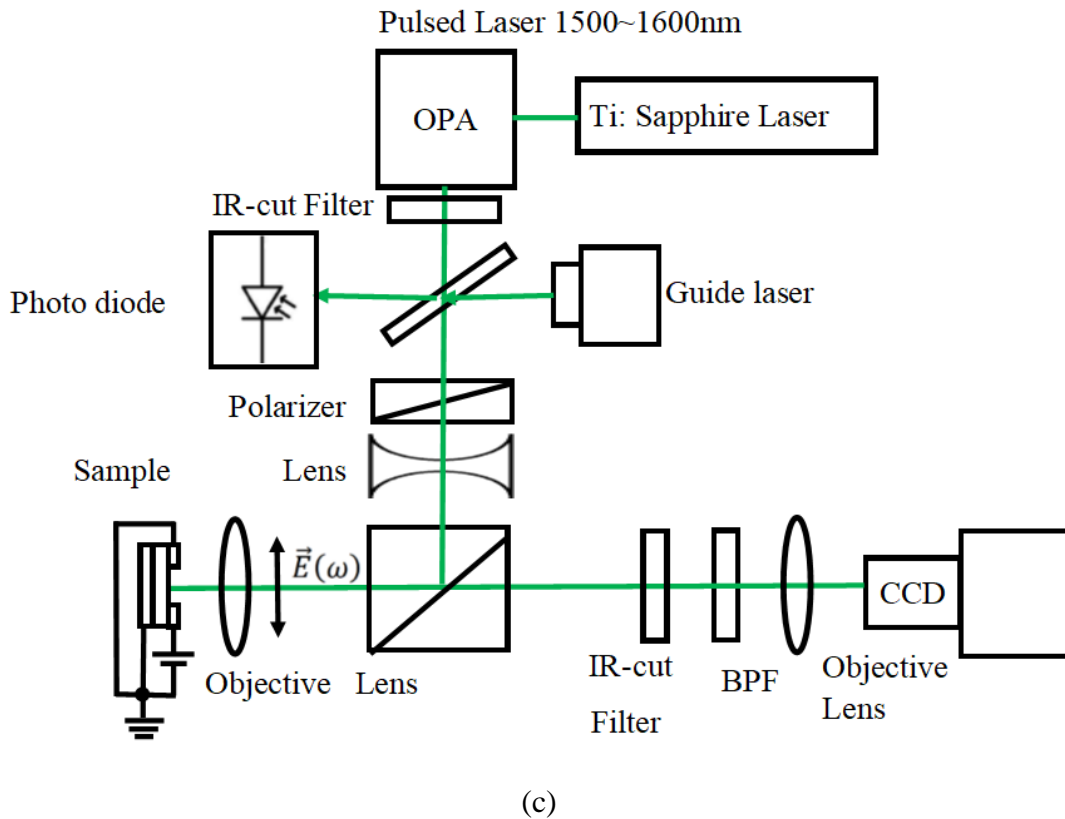 Pulsed Laser 1500~1600nm
OPA
Ti: Sapphire Laser
IR-cut Filter
Photo diode
Guide laser
Polarizer
Sample
Lens
E⃗(ω)
CCD
Objective Lens
IR-cut
Filter
BPF
Objective
Lens
(c)